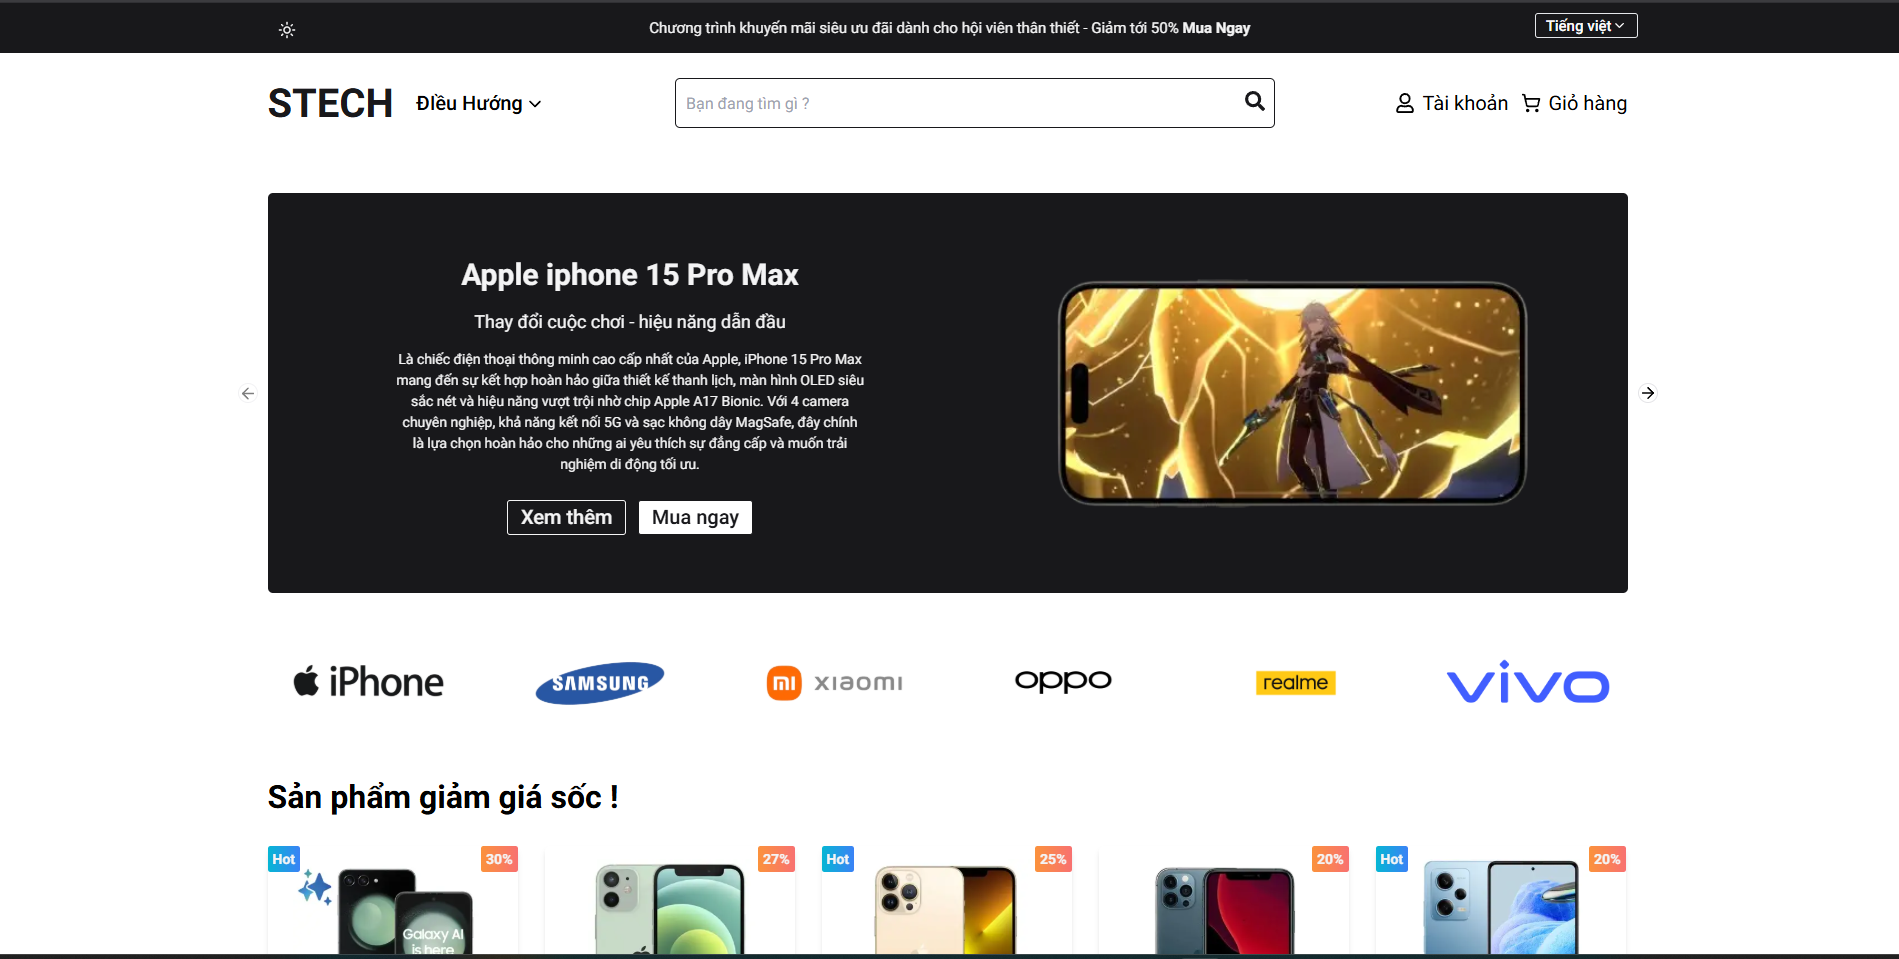 Chương trình khuyến mãi siêu ưu đãi dành cho hội viên thân thiết - Giảm tới 50% Mua Ngay
Tiếng việt
STECH
ĐIều Hướng
Bạn đang tìm gì ?
Tài khoản
Giỏ hàng
Apple iphone 15 Pro Max
Thay đổi cuộc chơi - hiệu năng dẫn đầu
Là chiếc điện thoại thông minh cao cấp nhất của Apple, iPhone 15 Pro Max
mang đến sự kết hợp hoàn hảo giữa thiết kế thanh lịch, màn hình OLED siêu
sắc nét và hiệu năng vượt trội nhờ chip Apple A17 Bionic. Với 4 camera
chuyên nghiệp, khả năng kết nối 5G và sạc không dây MagSafe, đây chính
là lựa chọn hoàn hảo cho những ai yêu thích sự đẳng cấp và muốn trải
nghiệm di động tối ưu.
Xem thêm
Mua ngay
iPhone
SAMSUNG
mi xiaomi
oppo
realme
vivo
Sản phẩm giảm giá sốc !
Hot
30%
27%
Hot
25%
20%
Hot
20%
Galaxy AI
is here